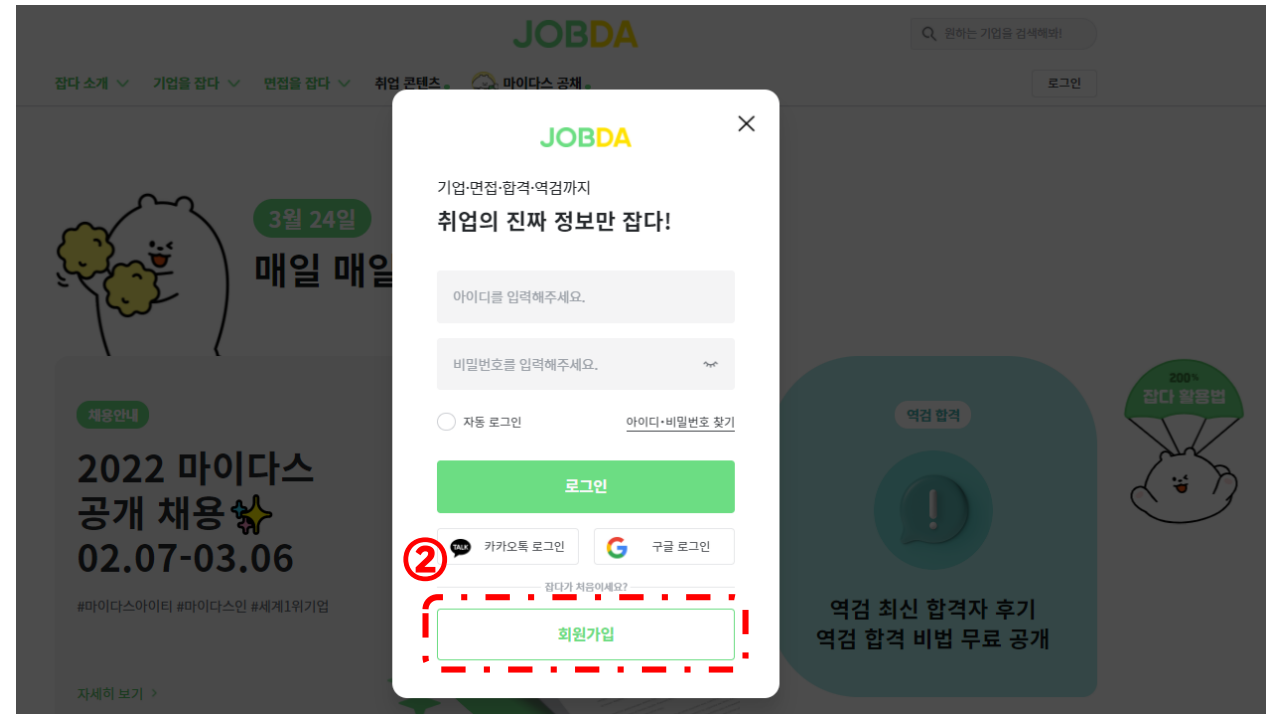 JOBDA
원하는 기업을 검색해봐!
잡다 소개 기업을 잡다 면접을 잡다 취업 콘텐츠 마이다스 공채
로그인
JOBDA
기업·면접·합격·역검까지
취업의 진짜 정보만 잡다!
3월 24일
매일 매일
아이디를 입력해주세요.
비밀번호를 입력해주세요.
자동 로그인 아이디·비밀번호 찾기
로그인
TALK 카카오톡 로그인 G 구글 로그인
②
잡다가 처음이세요?
회원가입
채용안내
2022 마이다스
공개 채용
02.07-03.06
#마이다스아이티 #마이다스인 #세계1위기업
자세히 보기 >
역검 합격
역검 최신 합격자 후기
역검 합격 비법 무료 공개
200%
잡다 활용법